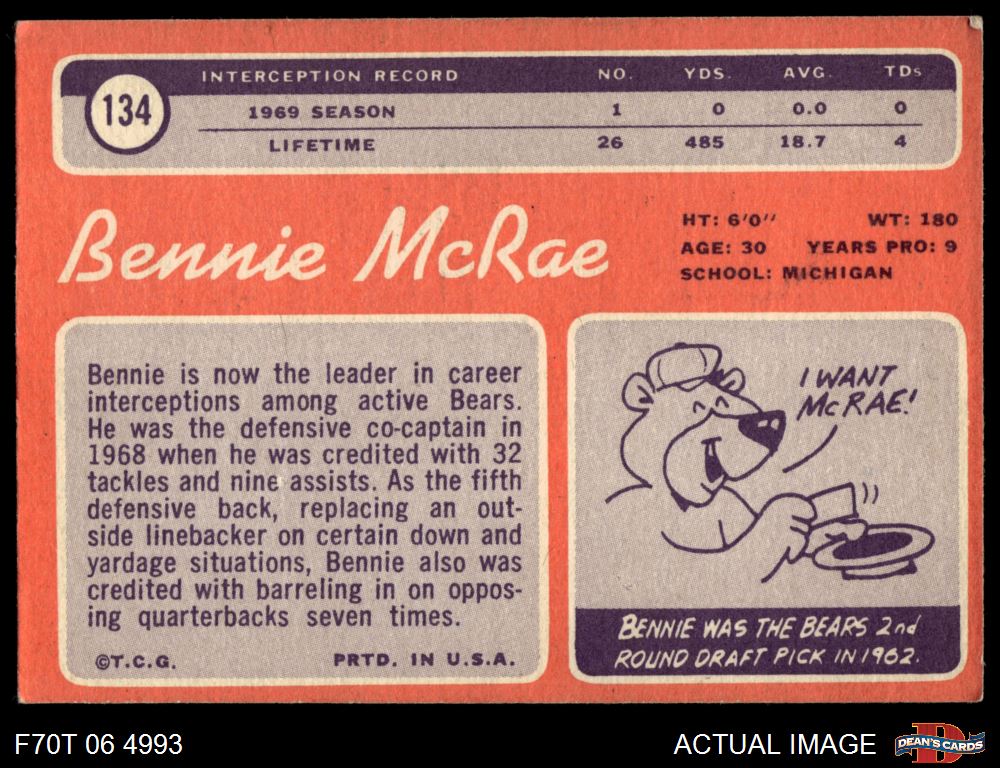 134
INTERCEPTION RECORD NO. YDS. AVG. TDs
1969 SEASON 1 0 0.0 0
LIFETIME 26 485 18.7 4
Bennie McRae
HT: 6'0" WT: 180
AGE: 30 YEARS PRO: 9
SCHOOL: MICHIGAN
Bennie is now the leader in career
interceptions among active Bears.
He was the defensive co-captain in
1968 when he was credited with 32
tackles and nine assists. As the fifth
defensive back, replacing an out-
side linebacker on certain down and
yardage situations, Bennie also was
credited with barreling in on oppos-
ing quarterbacks seven times.
©T.C.G. PRTD. IN U.S.A.
I WANT
McRAE!
BENNIE WAS THE BEARS 2nd
ROUND DRAFT PICK IN 1962.
F70T 06 4993
ACTUAL IMAGE
D
DEAN'S CARDS